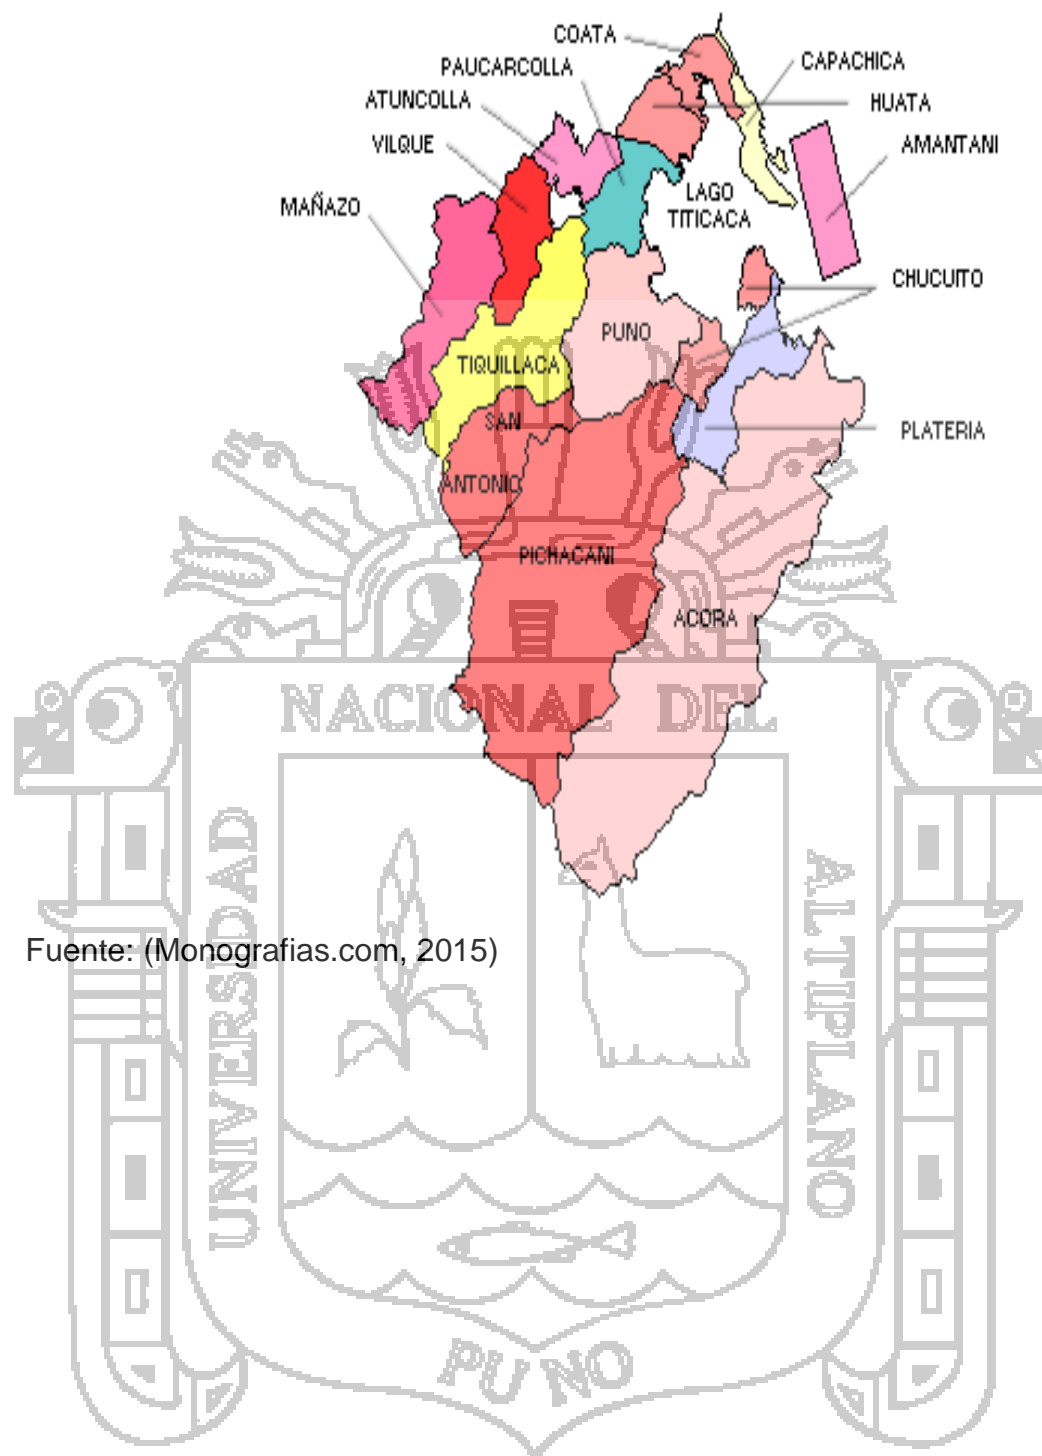 COATA
PAUCARCOLLA
CAPACHICA
ATUNCOLLA
HUATA
VILQUE
AMANTANI
MAÑAZO
LAGO
TITICACA
CHUCUITO
PUNO
TIQUILLACA
SAN
ANTONIO
PLATERIA
PICHACANI
ACORA
NACIONAL DEL
UNIVERSIDAD
ALTIPLANO
Fuente: (Monografias.com, 2015)
PUNO